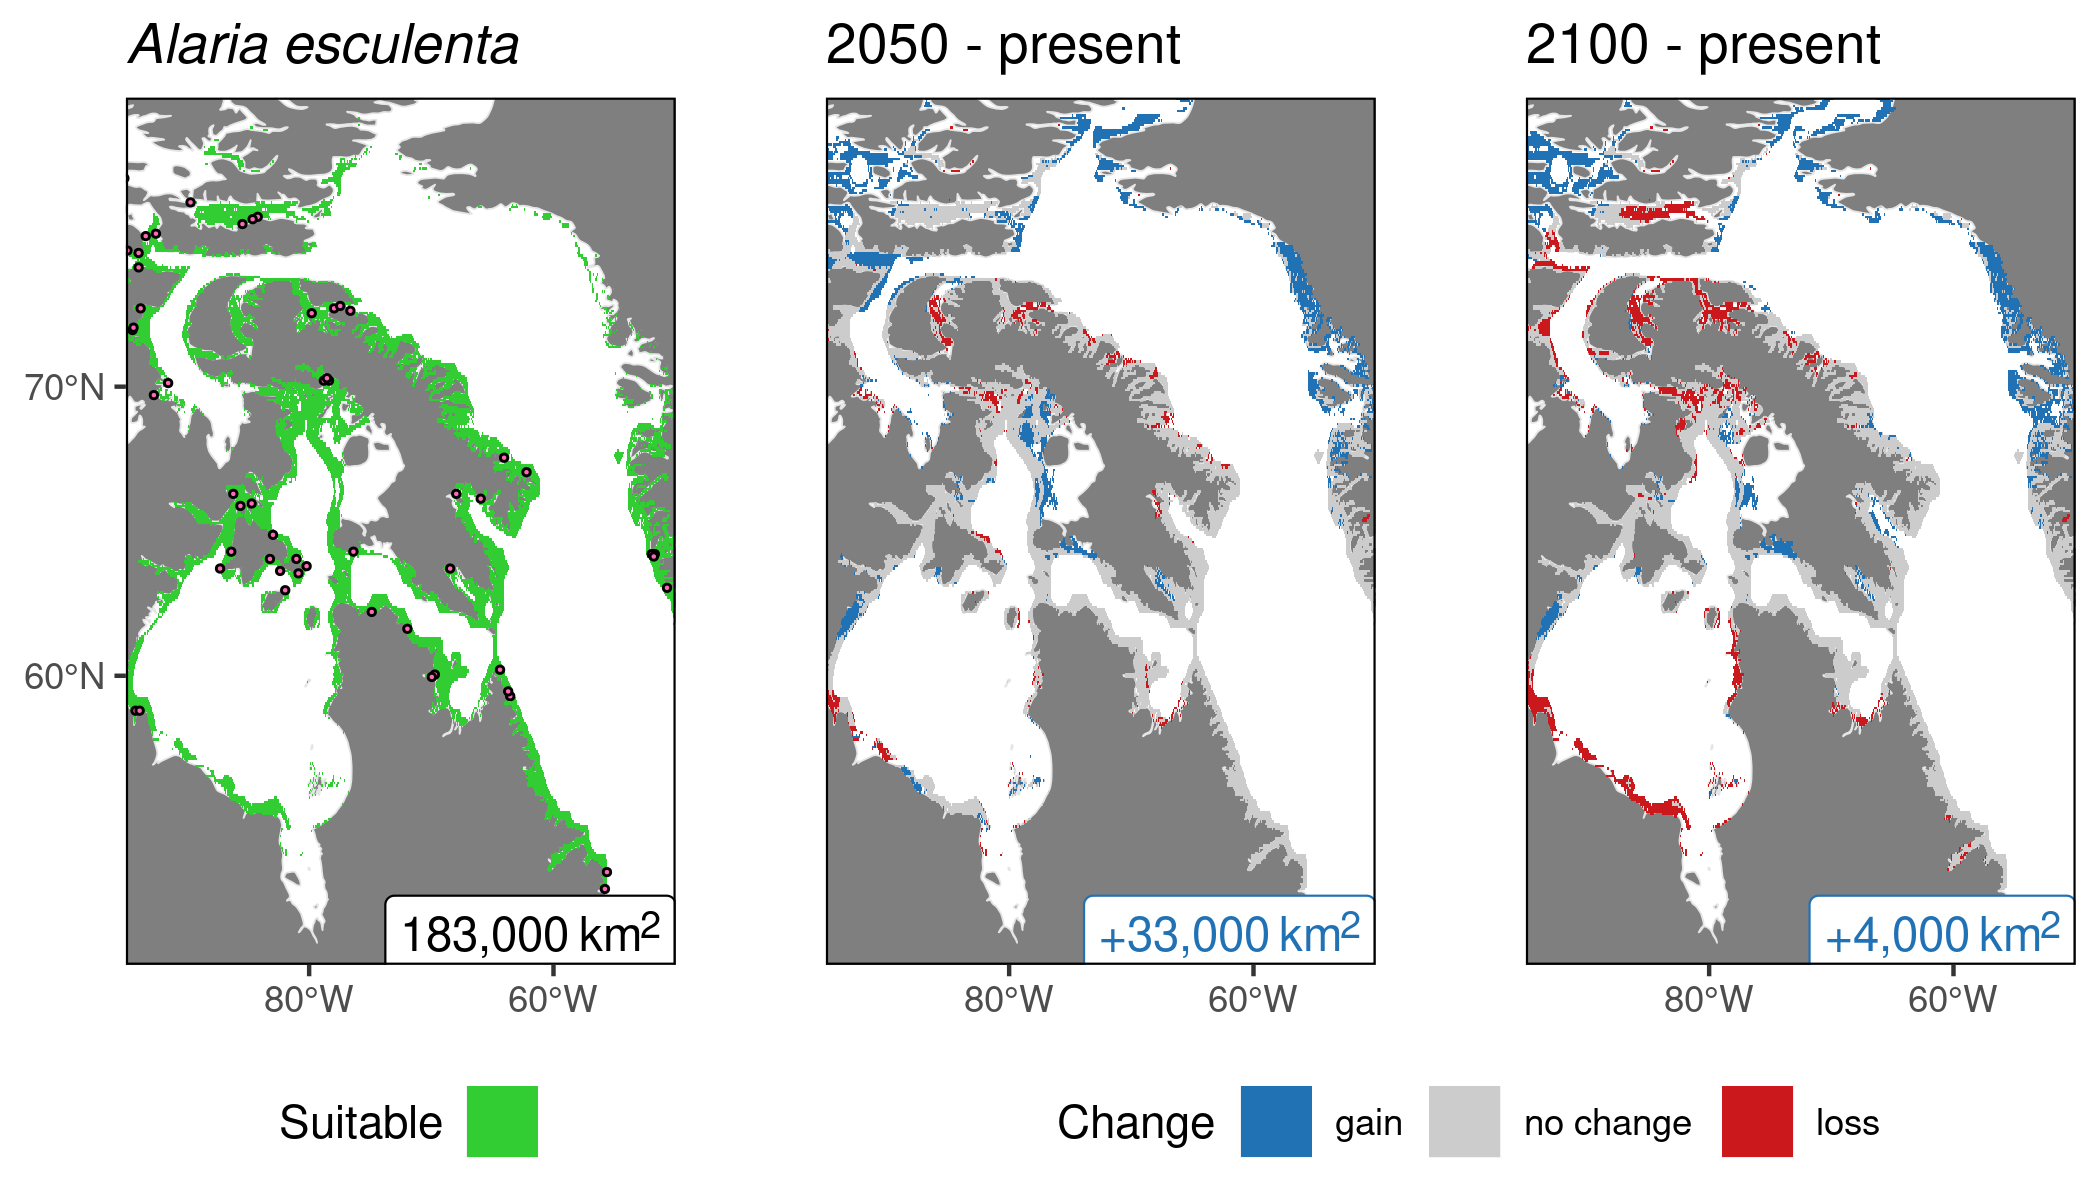 Alaria esculenta
2050 - present
2100 - present
70°N
60°N
183,000 km²
+33,000 km²
+4,000 km²
80°W 60°W
80°W 60°W
80°W 60°W
Suitable
Change gain no change loss